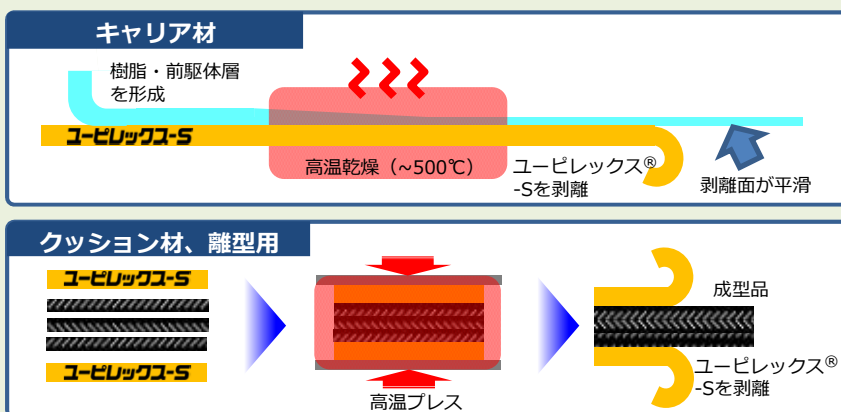 キャリア材
樹脂・前駆体層
を形成
ユーピレックス-S
高温乾燥（~500℃）
ユーピレックス®
-Sを剥離
剥離面が平滑
クッション材、離型用
ユーピレックス-S
ユーピレックス-S
高温プレス
成型品
ユーピレックス®
-Sを剥離